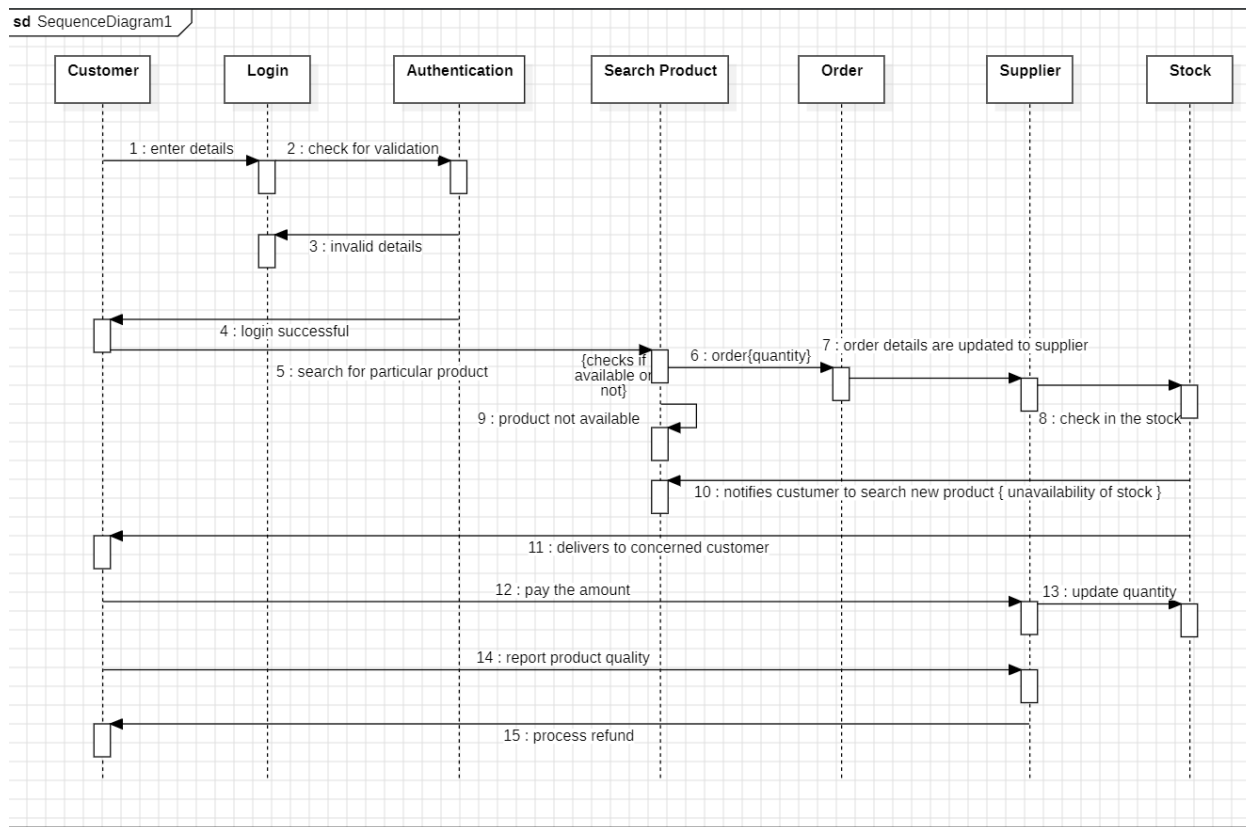 sd SequenceDiagram1
Customer
Login
Authentication
Search Product
Order
Supplier
Stock
1 : enter details
2 : check for validation
3 : invalid details
4 : login successful
5 : search for particular product
{checks if
available or
not}
6 : order{quantity}
7 : order details are updated to supplier
8 : check in the stock
9 : product not available
10 : notifies custumer to search new product { unavailability of stock }
11 : delivers to concerned customer
12 : pay the amount
13 : update quantity
14 : report product quality
15 : process refund